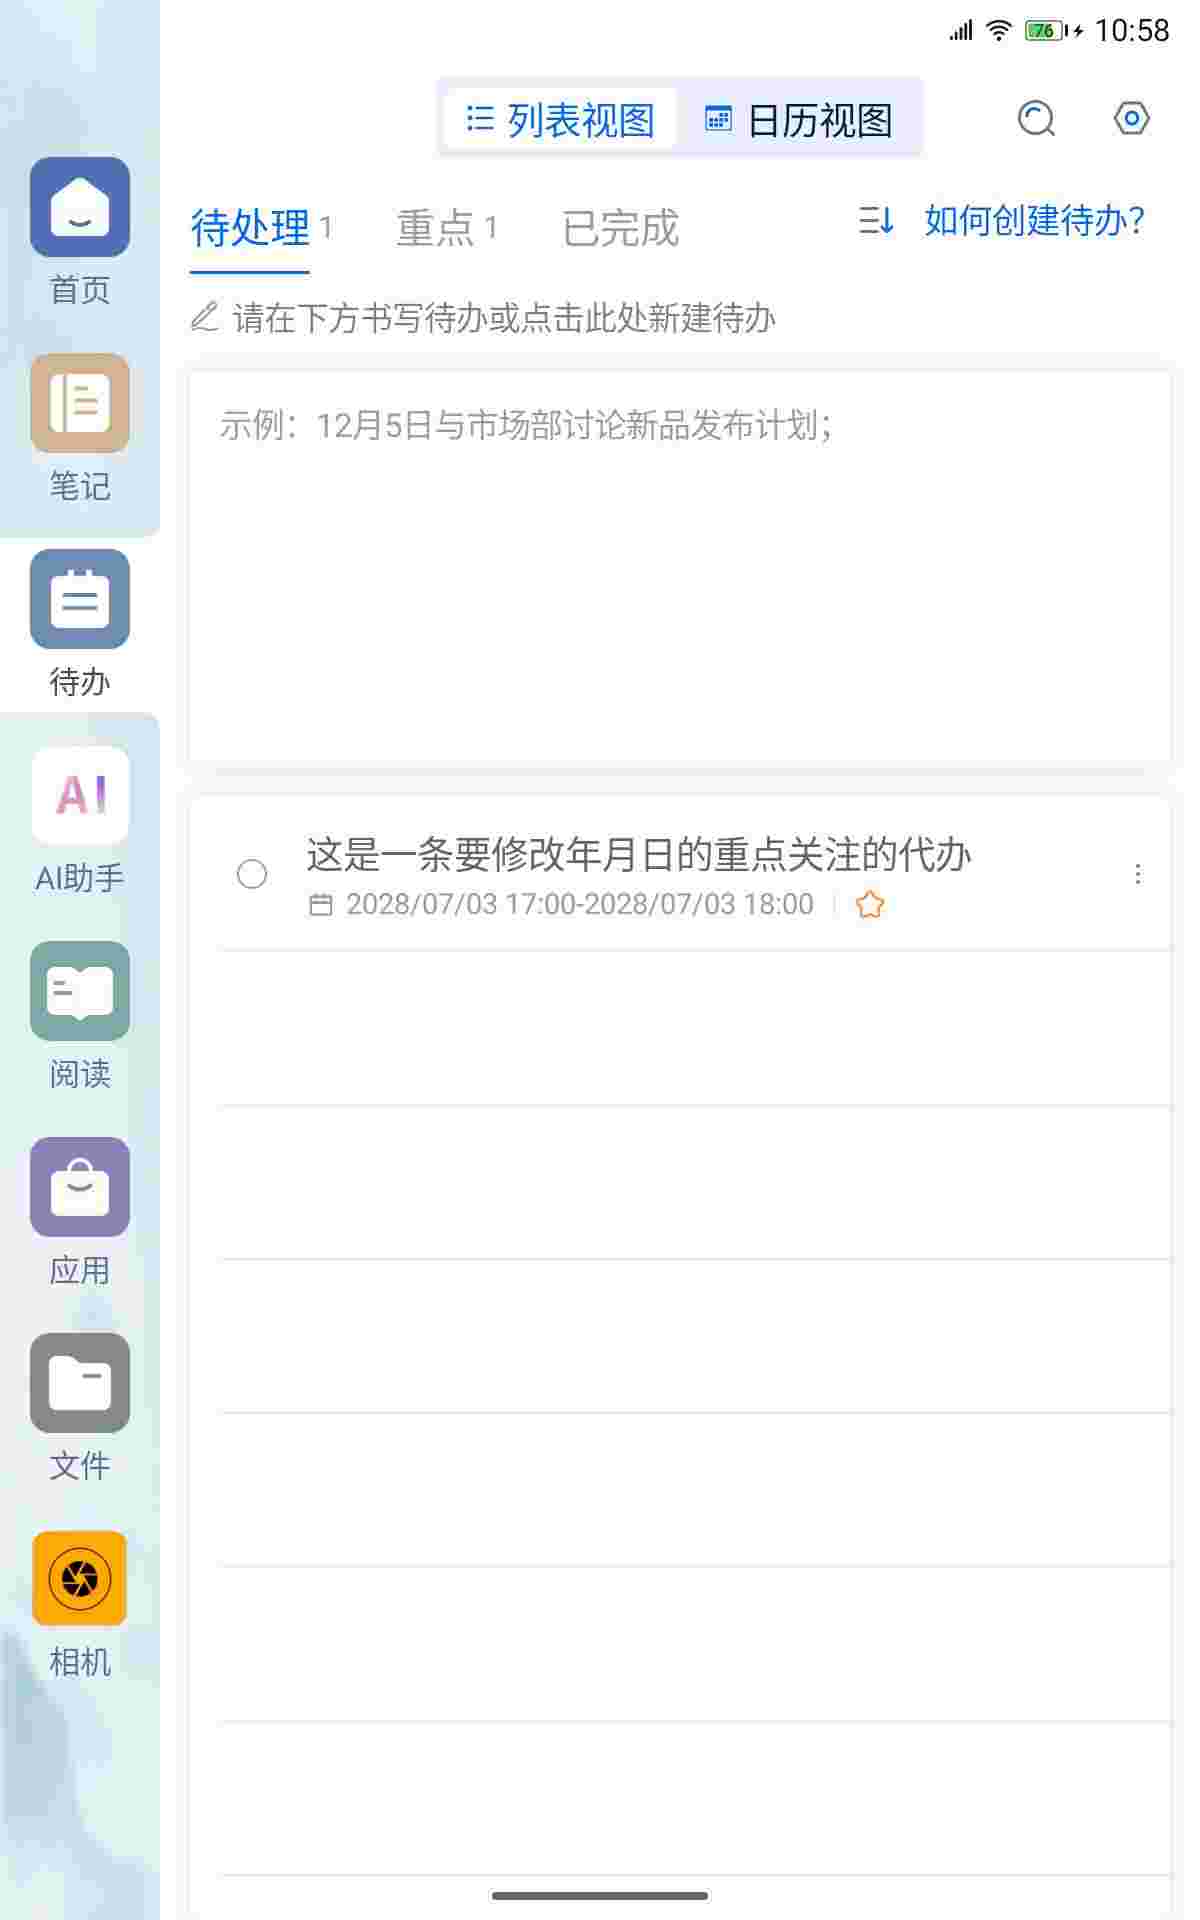 76 10:58
列表视图 日历视图
待处理 1 重点 1 已完成 如何创建待办?
请在下方书写待办或点击此处新建待办
示例：12月5日与市场部讨论新品发布计划；
这是一条要修改年月日的重点关注的代办
2028/07/03 17:00-2028/07/03 18:00
首页
笔记
待办
AI
AI助手
阅读
应用
文件
相机